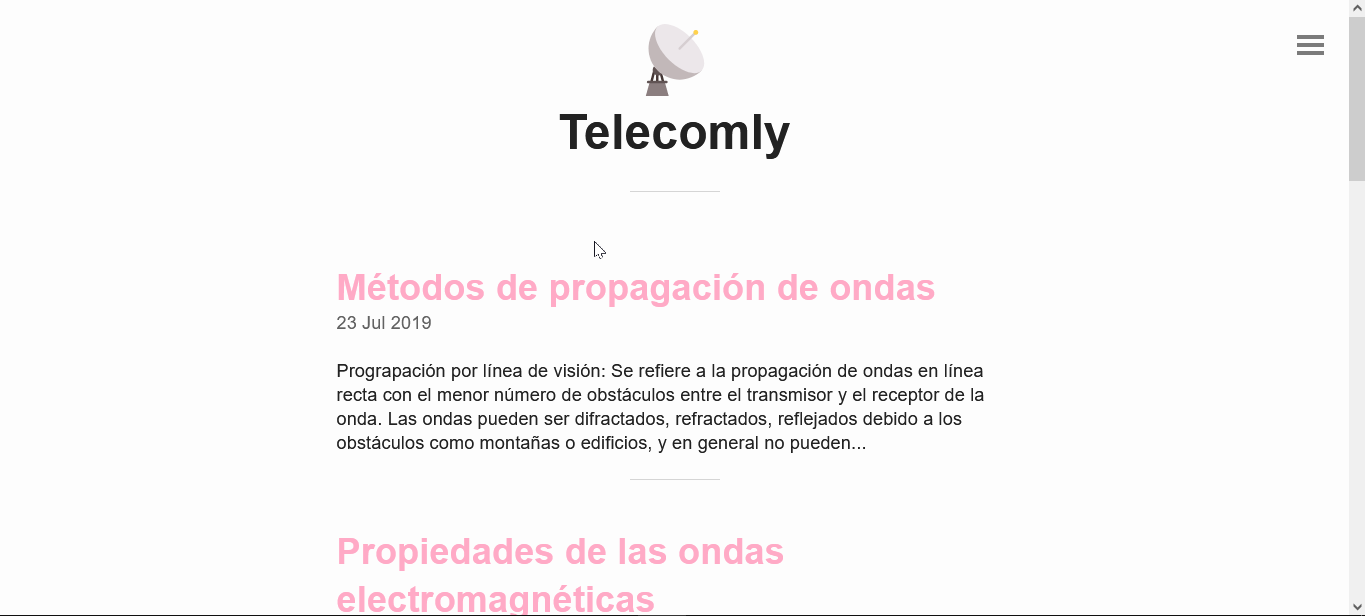 Telecomly
Métodos de propagación de ondas
23 Jul 2019
Prograpación por línea de visión: Se refiere a la propagación de ondas en línea
recta con el menor número de obstáculos entre el transmisor y el receptor de la
onda. Las ondas pueden ser difractados, refractados, reflejados debido a los
obstáculos como montañas o edificios, y en general no pueden...
Propiedades de las ondas
electromagnéticas